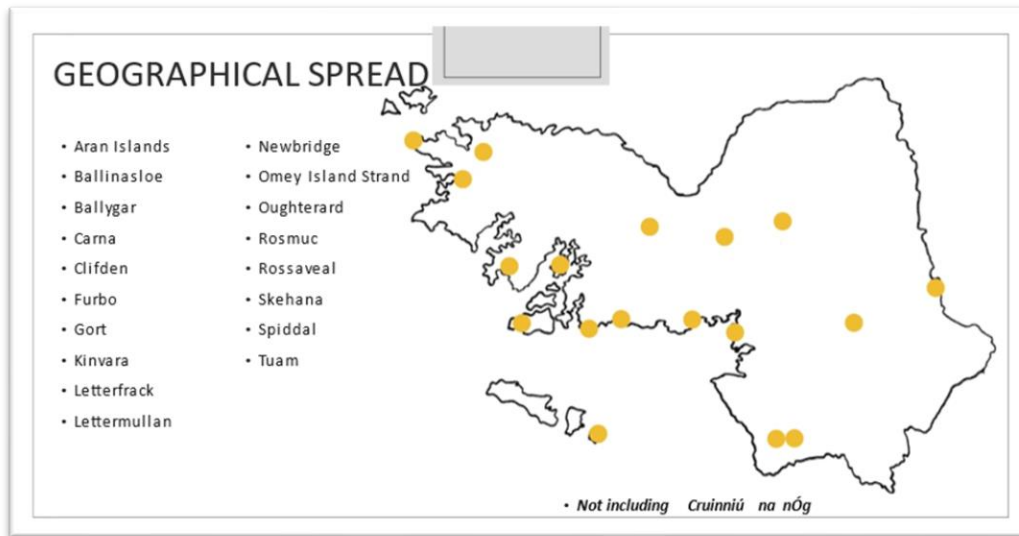 GEOGRAPHICAL SPREAD
• Aran Islands
• Ballinasloe
• Ballygar
• Carna
• Clifden
• Furbo
• Gort
• Kinvara
• Letterfrack
• Lettermullan
• Newbridge
• Omey Island Strand
• Oughterard
• Rosmuc
• Rossaveal
• Skehana
• Spiddal
• Tuam
• Not including Cruinniú na nÓg